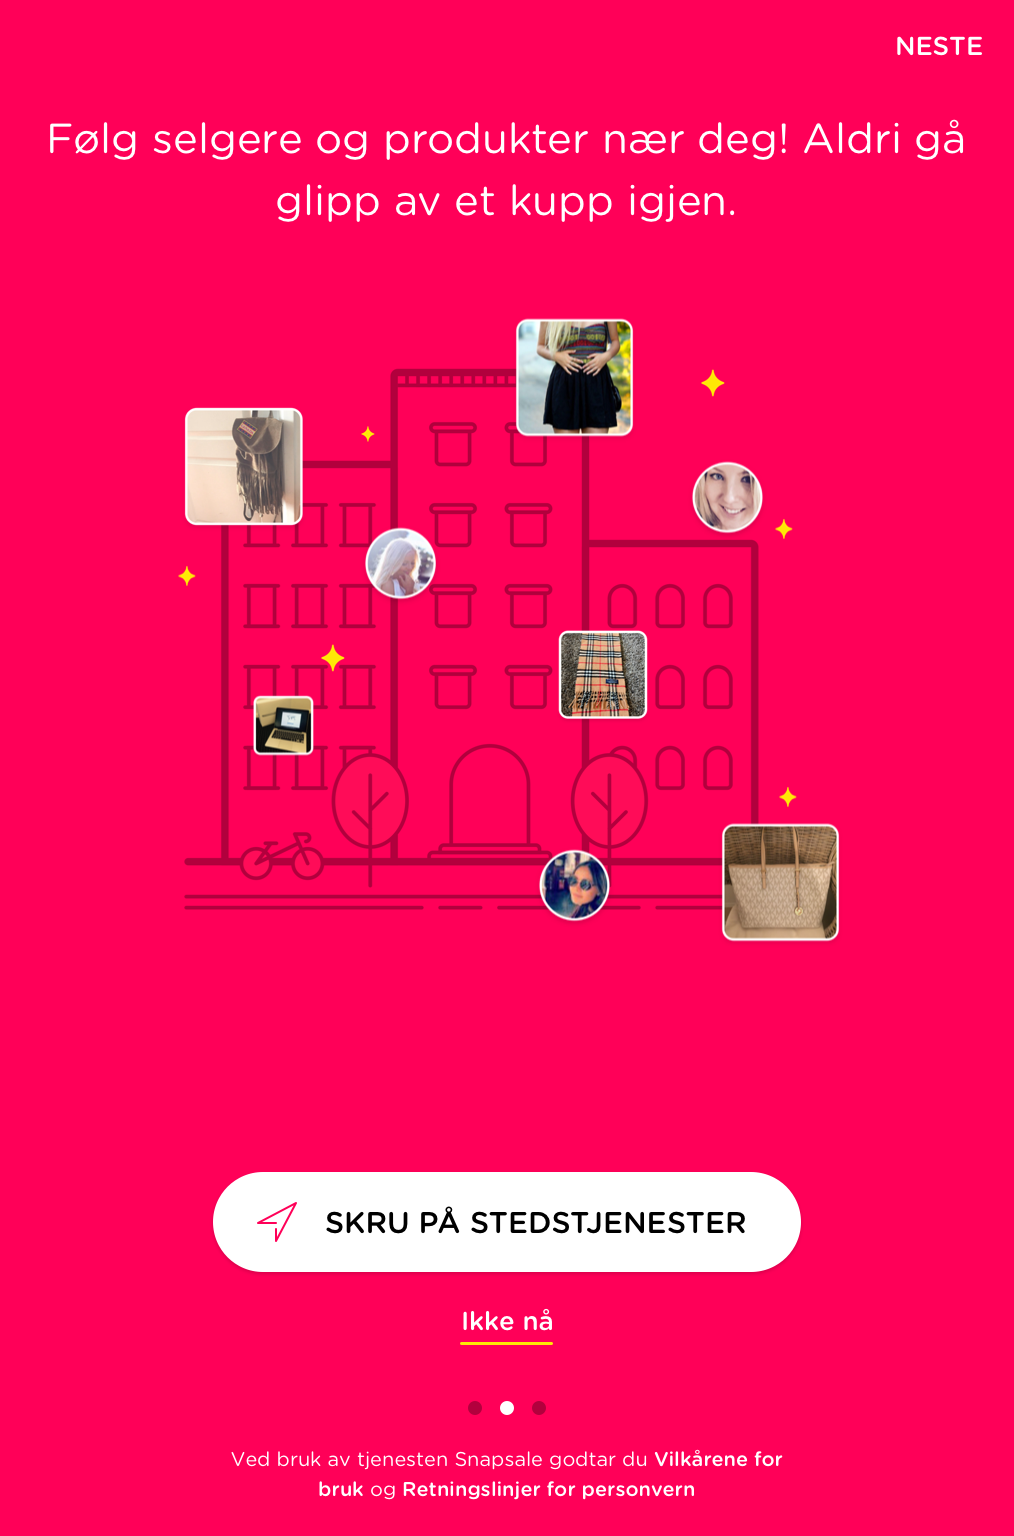 NESTE
Følg selgere og produkter nær deg! Aldri gå
glipp av et kupp igjen.
SKRU PÅ STEDSTJENESTER
Ikke nå
Ved bruk av tjenesten Snapsale godtar du Vilkårene for
bruk og Retningslinjer for personvern